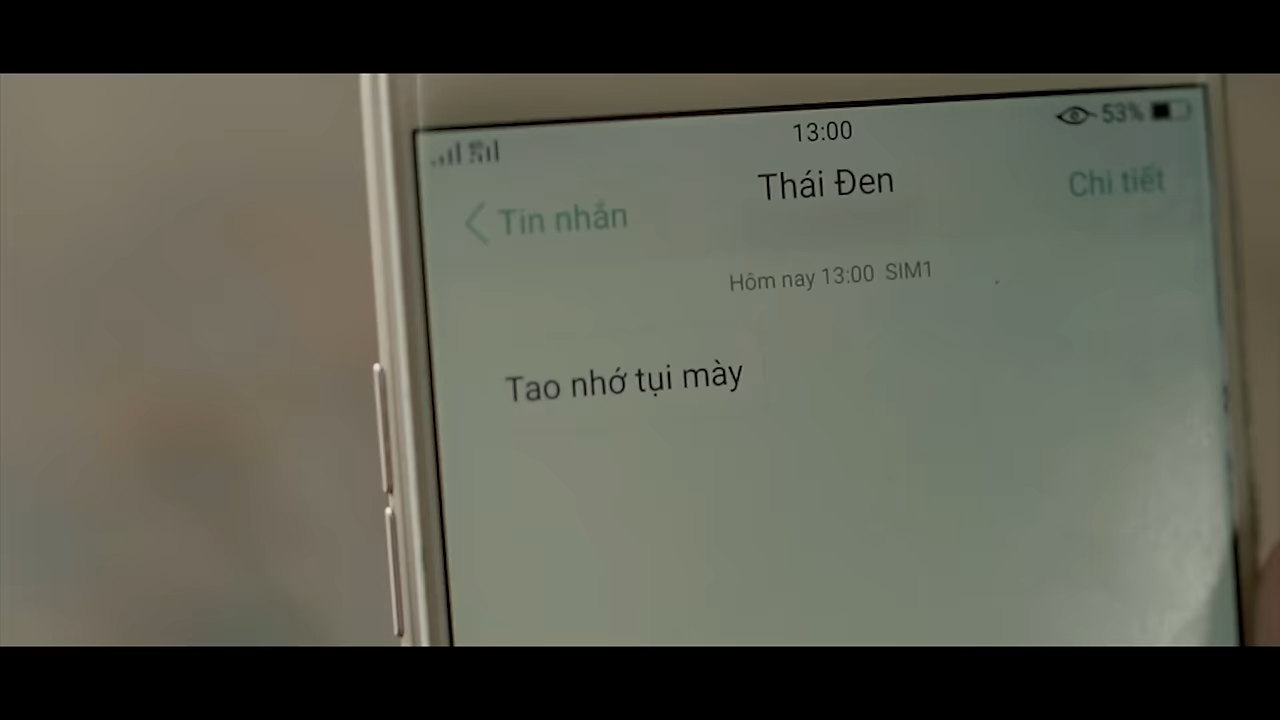 13:00
53%
Thái Đen
Chi tiết
Tin nhắn
Hôm nay 13:00 SIM1
Tao nhớ tụi mày